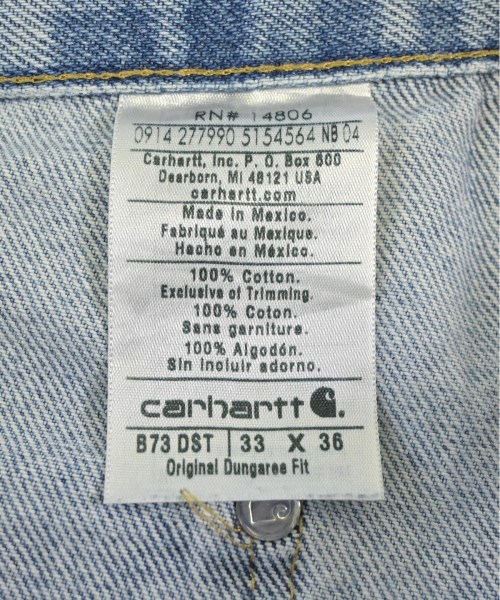 RN# 14806
0914 277990 5154564 NB 04
Carhartt, Inc. P. O. Box 600
Dearborn, MI 48121 USA
carhartt.com
Made in Mexico.
Fabriqué au Mexique.
Hecho en México.
100% Cotton.
Exclusive of Trimming.
100% Coton.
Sans garniture.
100% Algodón.
Sin incluir adorno.
carhartt
B73 DST 33 X 36
Original Dungaree Fit